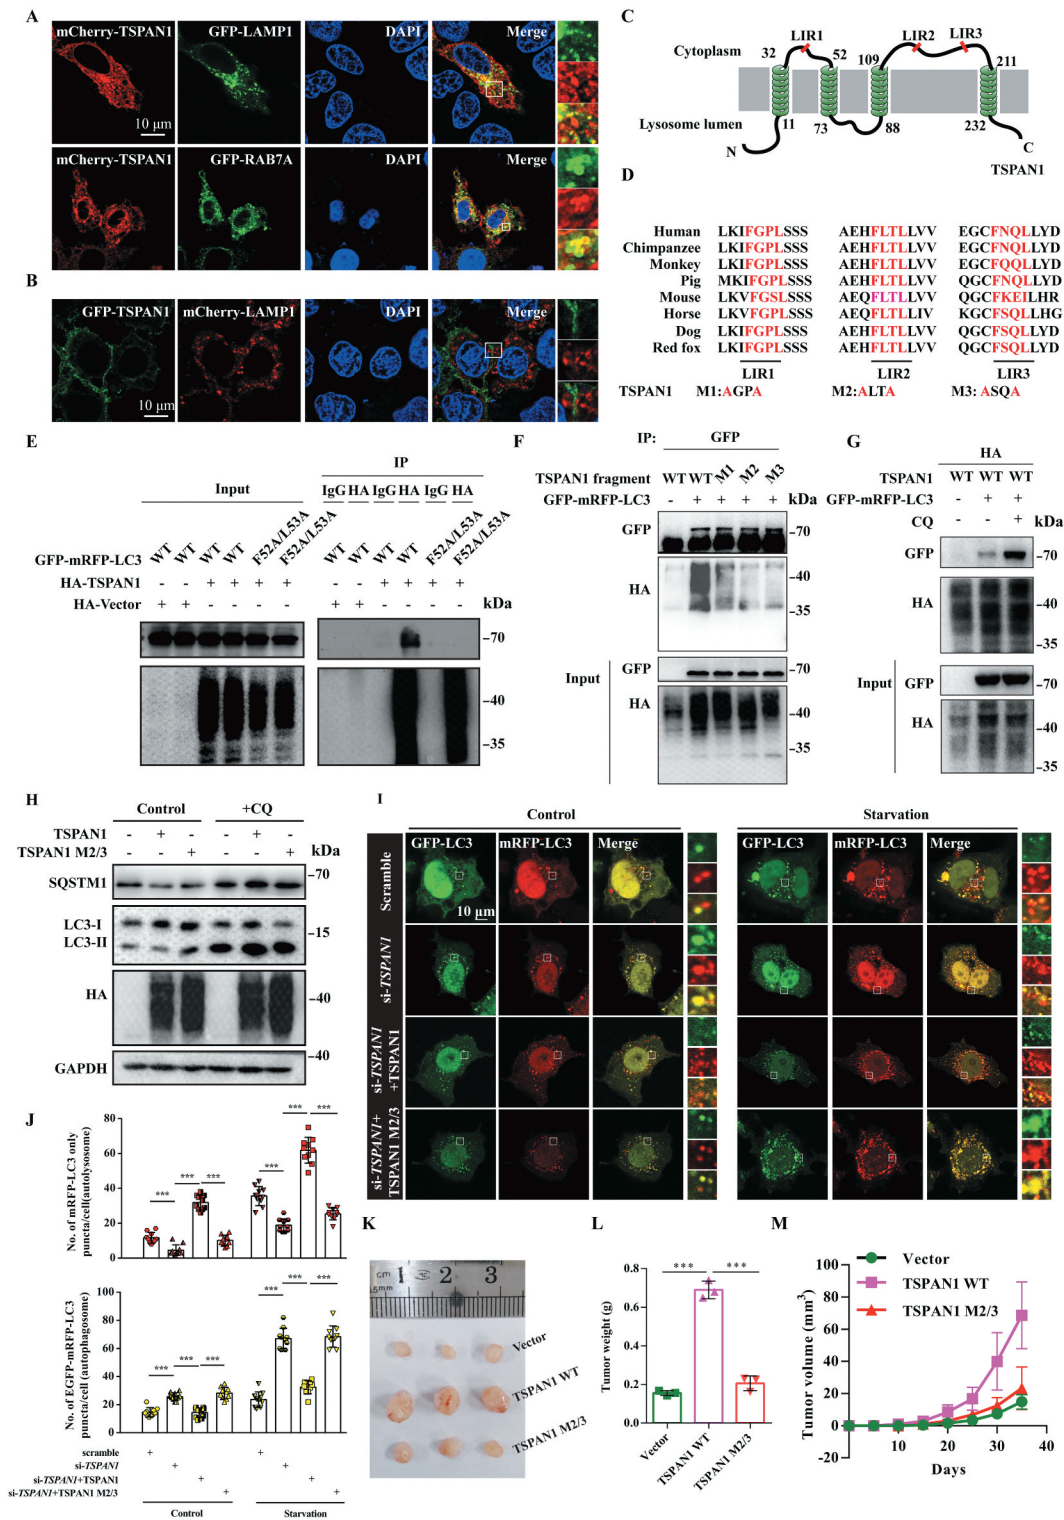 A
mCherry-TSPAN1 GFP-LAMP1 DAPI Merge
10 μm
mCherry-TSPAN1 GFP-RAB7A DAPI Merge
B
GFP-TSPAN1 mCherry-LAMP1 DAPI Merge
10 μm
C
LIR1 LIR2 LIR3
Cytoplasm 32 52 109 211
Lysosome lumen 11 73 88 232
N C
TSPAN1
D
Human LKIFGPLSSS AEHFLTLLVV EGCFNQLLYD
Chimpanzee LKIFGPLSSS AEHFLTLLVV EGCFNQLLYD
Monkey LKIFGPLSSS AEHFLTLLVV EGCFQQLLYD
Pig MKIFGPLSSS AEHFLTLLVV QGCFNQLLYD
Mouse LKVFGSLSSS AEQFLTLLVV QGCFKEILHR
Horse LKVFGPLSSS AEQFLTLLIV KGCFSQLLHG
Dog LKIFGPLSSS AEHFLTLLVV QGCFSQLLYD
Red fox LKIFGPLSSS AEHFLTLLVV QGCFSQLLYD
LIR1 LIR2 LIR3
TSPAN1 M1:AGPA M2:ALTA M3: ASQA
E
IP
Input IgG HA IgG HA IgG HA
GFP-mRFP-LC3 WT WT WT WT F52A/L53A F52A/L53A WT WT WT WT F52A/L53A F52A/L53A
HA-TSPAN1 - - + + + + - - + + + +
HA-Vector + + - - - - + + - - - - kDa
-70
-40
-35
F
IP: GFP
TSPAN1 fragment WT WT M1 M2 M3
GFP-mRFP-LC3 - + + + + kDa
GFP -70
HA -40
-35
Input GFP -70
HA -40
-35
G
HA
TSPAN1 WT WT WT
GFP-mRFP-LC3 - + +
CQ - - + kDa
GFP -70
HA -40
-35
Input GFP -70
HA -40
-35
H
Control +CQ
TSPAN1 - + - - + -
TSPAN1 M2/3 - - + - - + kDa
SQSTM1 -70
LC3-I -15
LC3-II
HA -40
GAPDH -40
I
Control Starvation
GFP-LC3 mRFP-LC3 Merge GFP-LC3 mRFP-LC3 Merge
Scramble
10 μm
si-TSPAN1
si-TSPAN1
+TSPAN1
si-TSPAN1+
TSPAN1 M2/3
J
No. of mRFP-LC3 only
puncta/cell(autolysosome)
80
60
40
20
0
*** *** *** *** *** ***
No. of EGFP-mRFP-LC3
puncta/cell (autophagosome)
100
80
60
40
20
0
*** *** *** *** *** ***
scramble + +
si-TSPAN1 + +
si-TSPAN1+TSPAN1 + +
si-TSPAN1+TSPAN1 M2/3 + +
Control Starvation
K
cm 1 2 3
.5mm
Vector
TSPAN1 WT
TSPAN1 M2/3
L
Tumor weight (g)
0.8
0.6
0.4
0.2
0.0
*** ***
Vector TSPAN1 WT TSPAN1 M2/3
M
Tumor volume (mm3)
100
80
60
40
20
0
Vector
TSPAN1 WT
TSPAN1 M2/3
10 20 30 40
Days